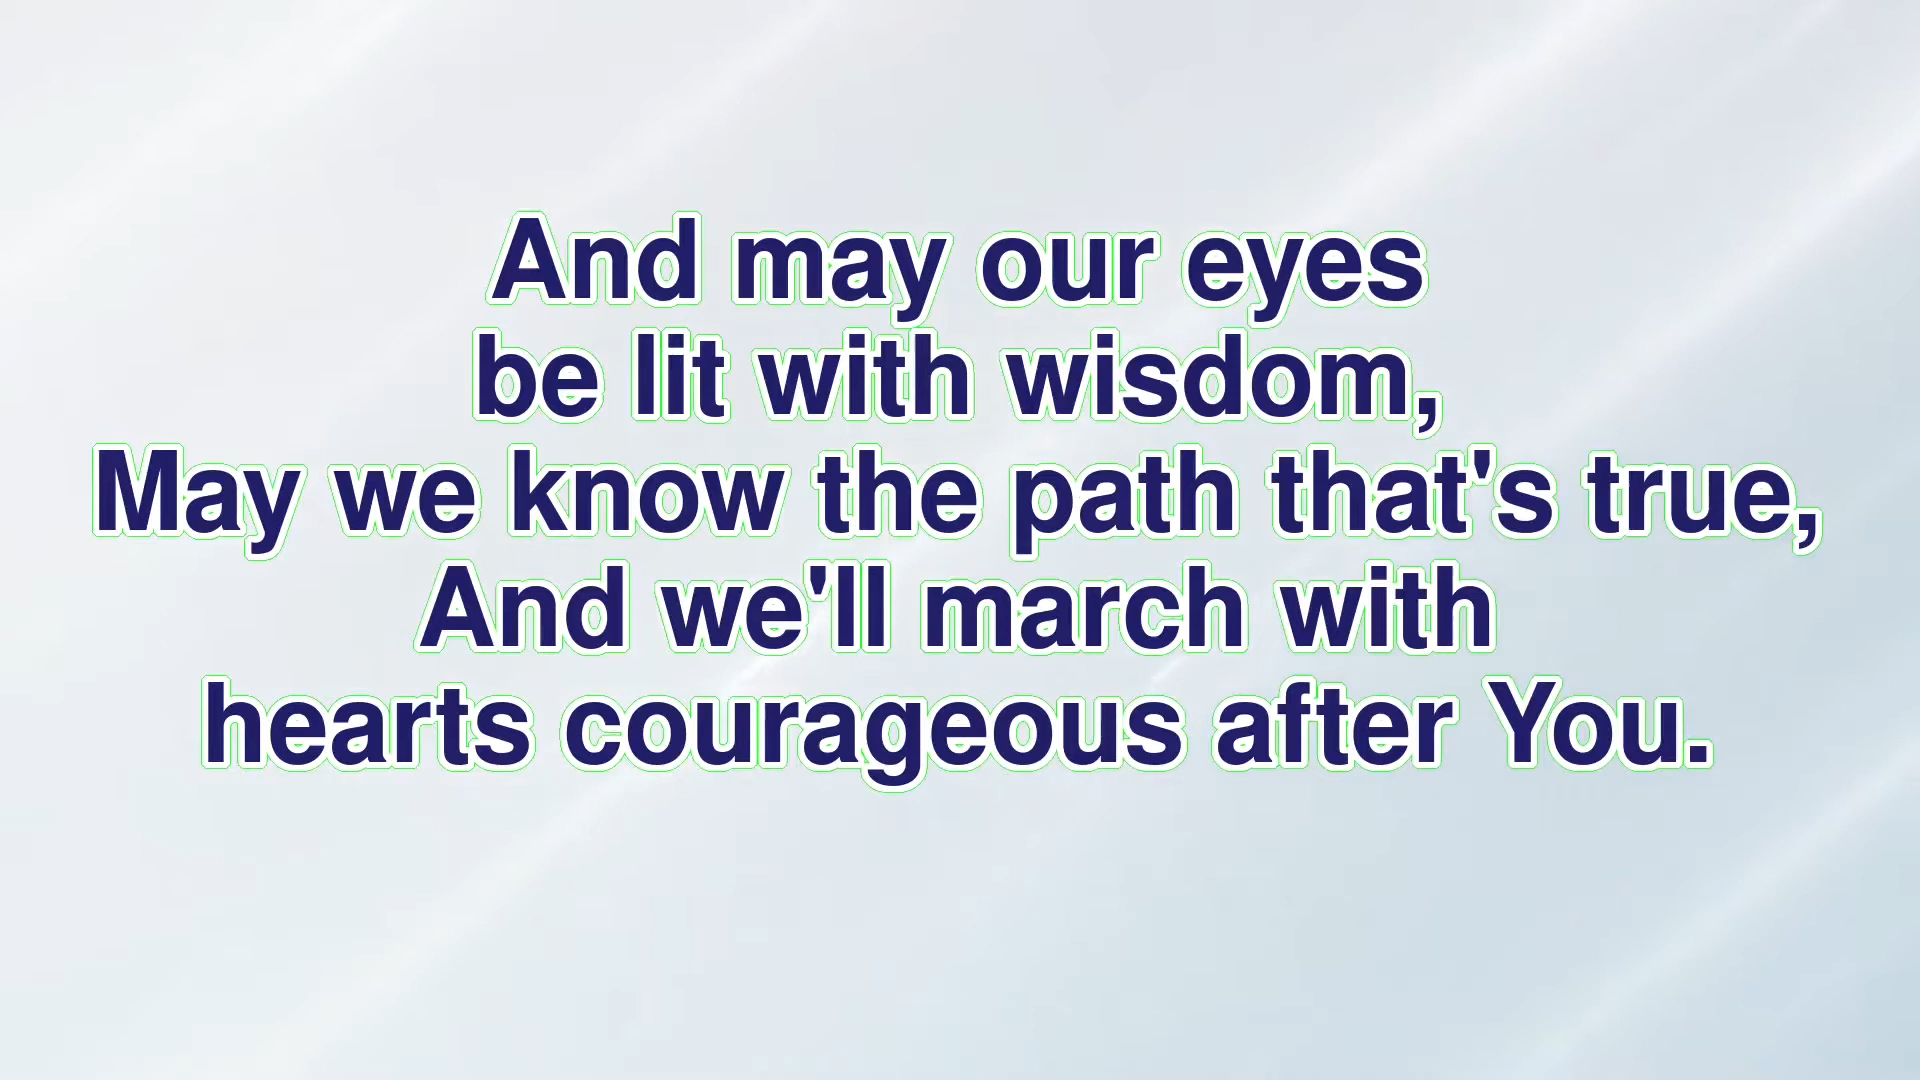 And may our eyes
be lit with wisdom,
May we know the path that's true,
And we'll march with
hearts courageous after You.